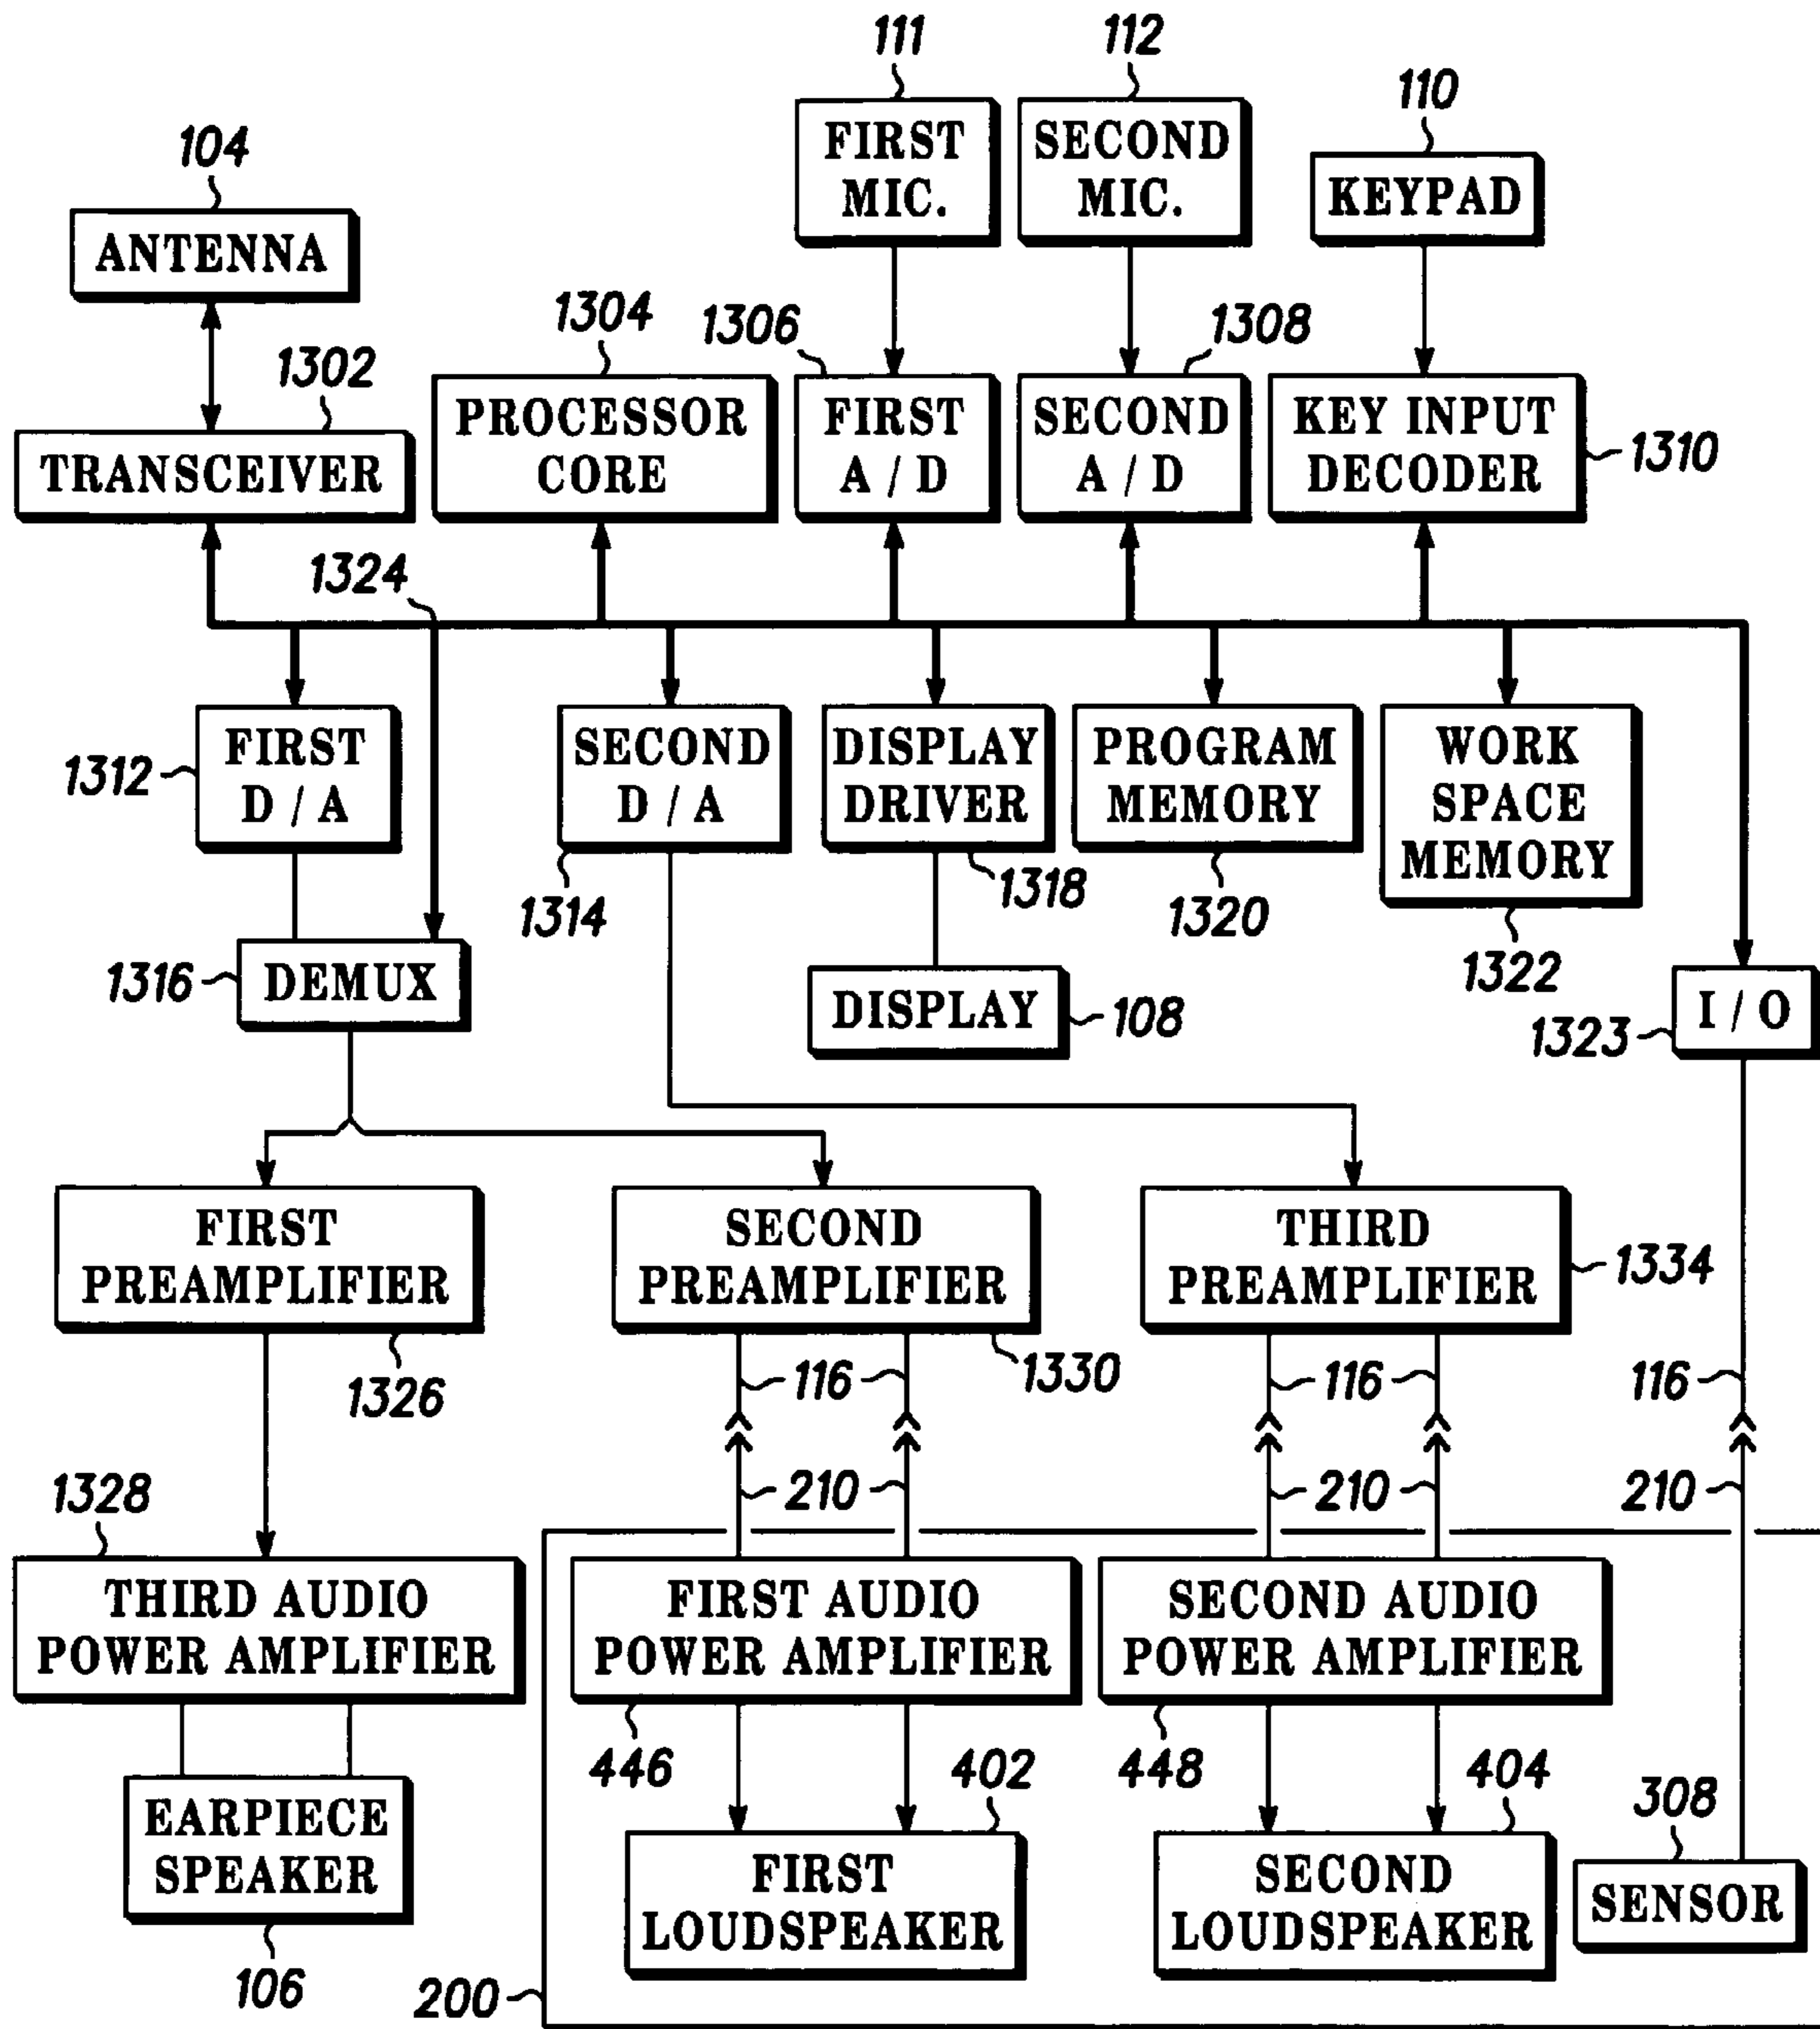 111
112
110
104
FIRST
MIC.
SECOND
MIC.
KEYPAD
ANTENNA
1304
1306
1308
1302
PROCESSOR
CORE
FIRST
A / D
SECOND
A / D
KEY INPUT
DECODER
1310
TRANSCEIVER
1324
1312
FIRST
D / A
SECOND
D / A
DISPLAY
DRIVER
PROGRAM
MEMORY
WORK
SPACE
MEMORY
1314
1318
1320
1322
1316
DEMUX
DISPLAY
108
I / O
1323
FIRST
PREAMPLIFIER
SECOND
PREAMPLIFIER
THIRD
PREAMPLIFIER
1334
1326
116
1330
116
116
1328
210
210
210
THIRD AUDIO
POWER AMPLIFIER
FIRST AUDIO
POWER AMPLIFIER
SECOND AUDIO
POWER AMPLIFIER
446
402
448
404
308
EARPIECE
SPEAKER
FIRST
LOUDSPEAKER
SECOND
LOUDSPEAKER
SENSOR
106
200